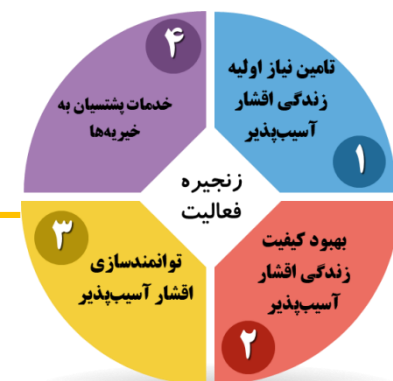 زنجیره
فعالیت
تامین نیاز اولیه
زندگی اقشار
آسیب‌پذیر
۱
بهبود کیفیت
زندگی اقشار
آسیب‌پذیر
۲
۳
توانمندسازی
اقشار آسیب‌پذیر
۴
خدمات پشتسیان به
خیریه‌ها